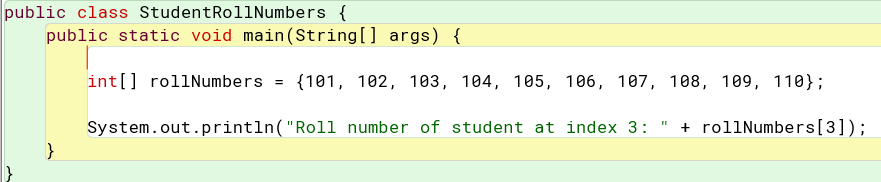 public class StudentRollNumbers {
public static void main(String[] args) {
int[] rollNumbers = {101, 102, 103, 104, 105, 106, 107, 108, 109, 110};
System.out.println("Roll number of student at index 3: " + rollNumbers[3]);
}
}